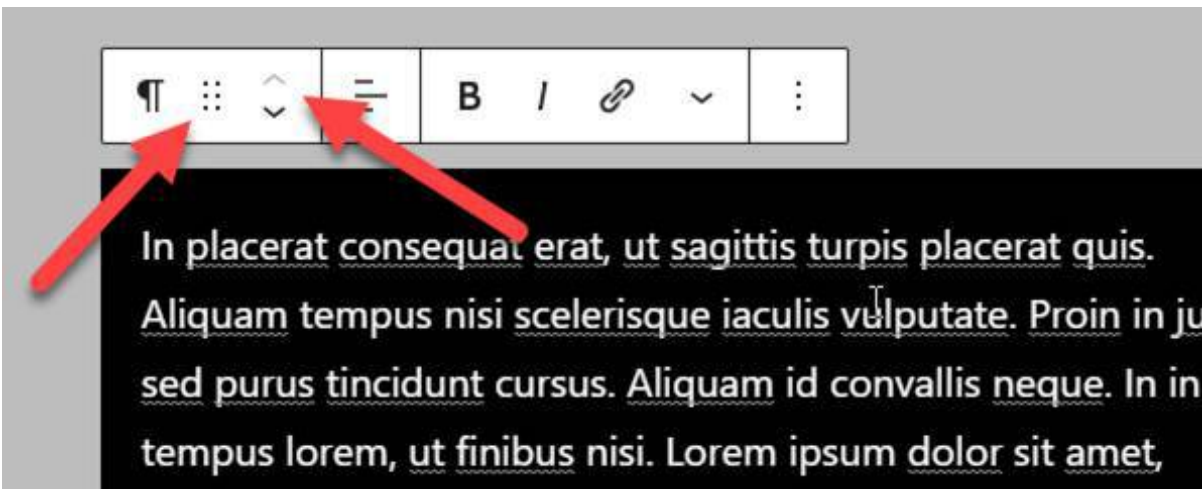 B I
In placerat consequat erat, ut sagittis turpis placerat quis.
Aliquam tempus nisi scelerisque iaculis vulputate. Proin in ju
sed purus tincidunt cursus. Aliquam id convallis neque. In in
tempus lorem, ut finibus nisi. Lorem ipsum dolor sit amet,